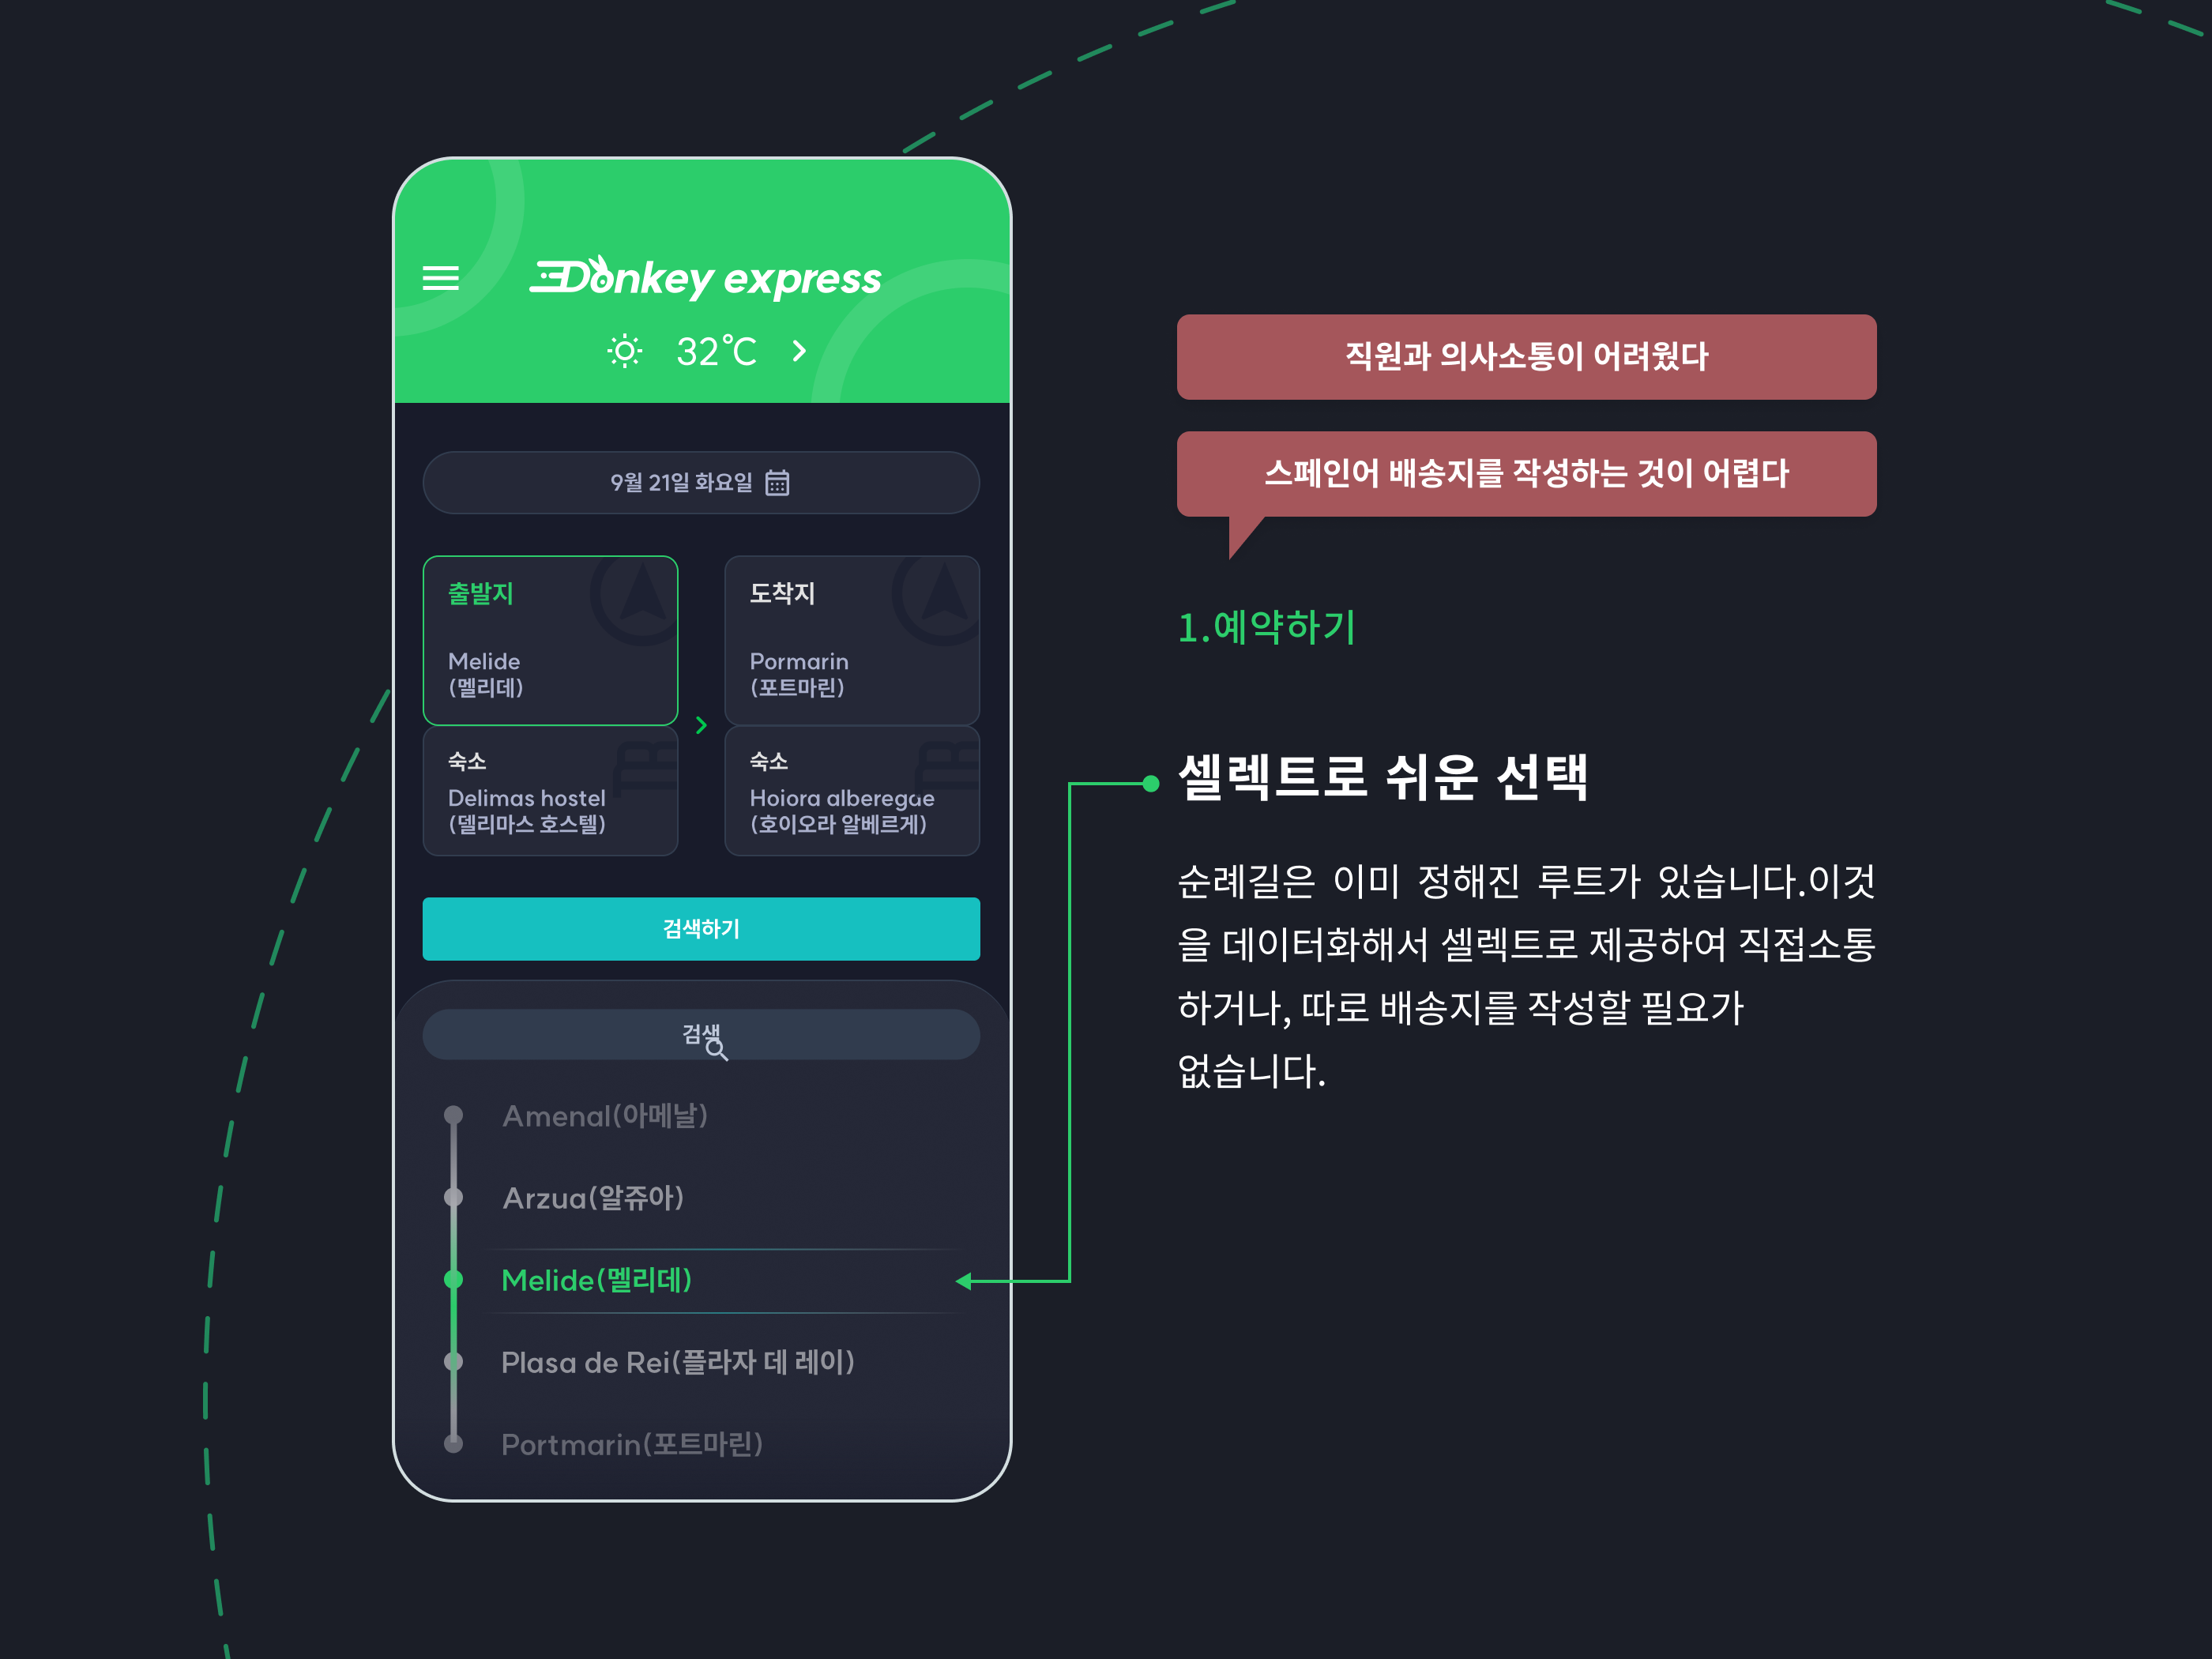 Donkey express
32°C
9월 21일 화요일
출발지
Melide
(멜리데)
도착지
Pormarin
(포트마린)
숙소
Delimas hostel
(델리마스 호스텔)
숙소
Hoiora alberegde
(호이오라 알베르게)
검색하기
검색
Amenal(아메날)
Arzua(알쥬아)
Melide(멜리데)
Plasa de Rei(플라자 데 레이)
Portmarin(포트마린)
직원과 의사소통이 어려웠다
스페인어 배송지를 작성하는 것이 어렵다
1.예약하기
셀렉트로 쉬운 선택
순례길은 이미 정해진 루트가 있습니다.이것
을 데이터화해서 셀렉트로 제공하여 직접소통
하거나, 따로 배송지를 작성할 필요가
없습니다.